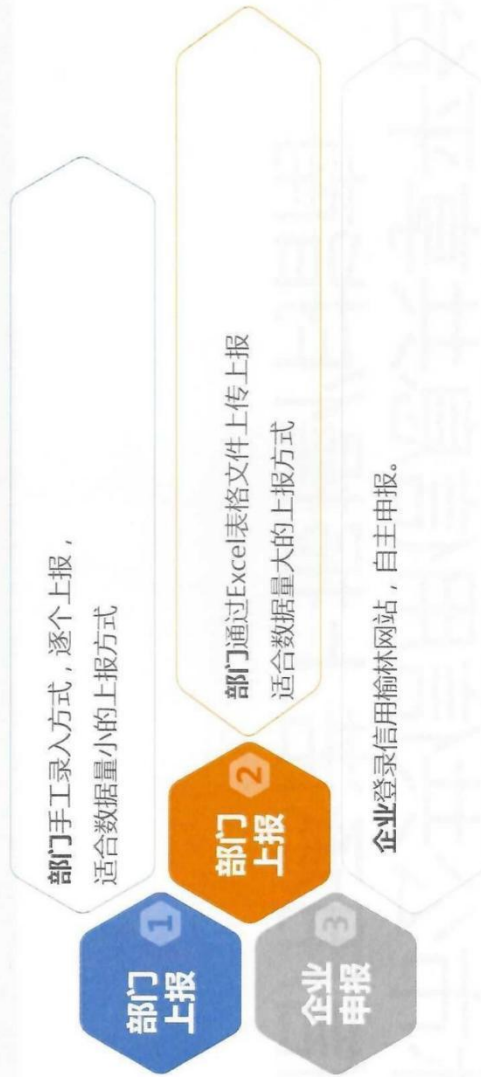 1
部门
上报
部门手工录入方式，逐个上报，
适合数据量小的上报方式
2
部门
上报
部门通过Excel表格文件上传上报
适合数据量大的上报方式
3
企业
申报
企业登录信用榆林网站，自主申报。